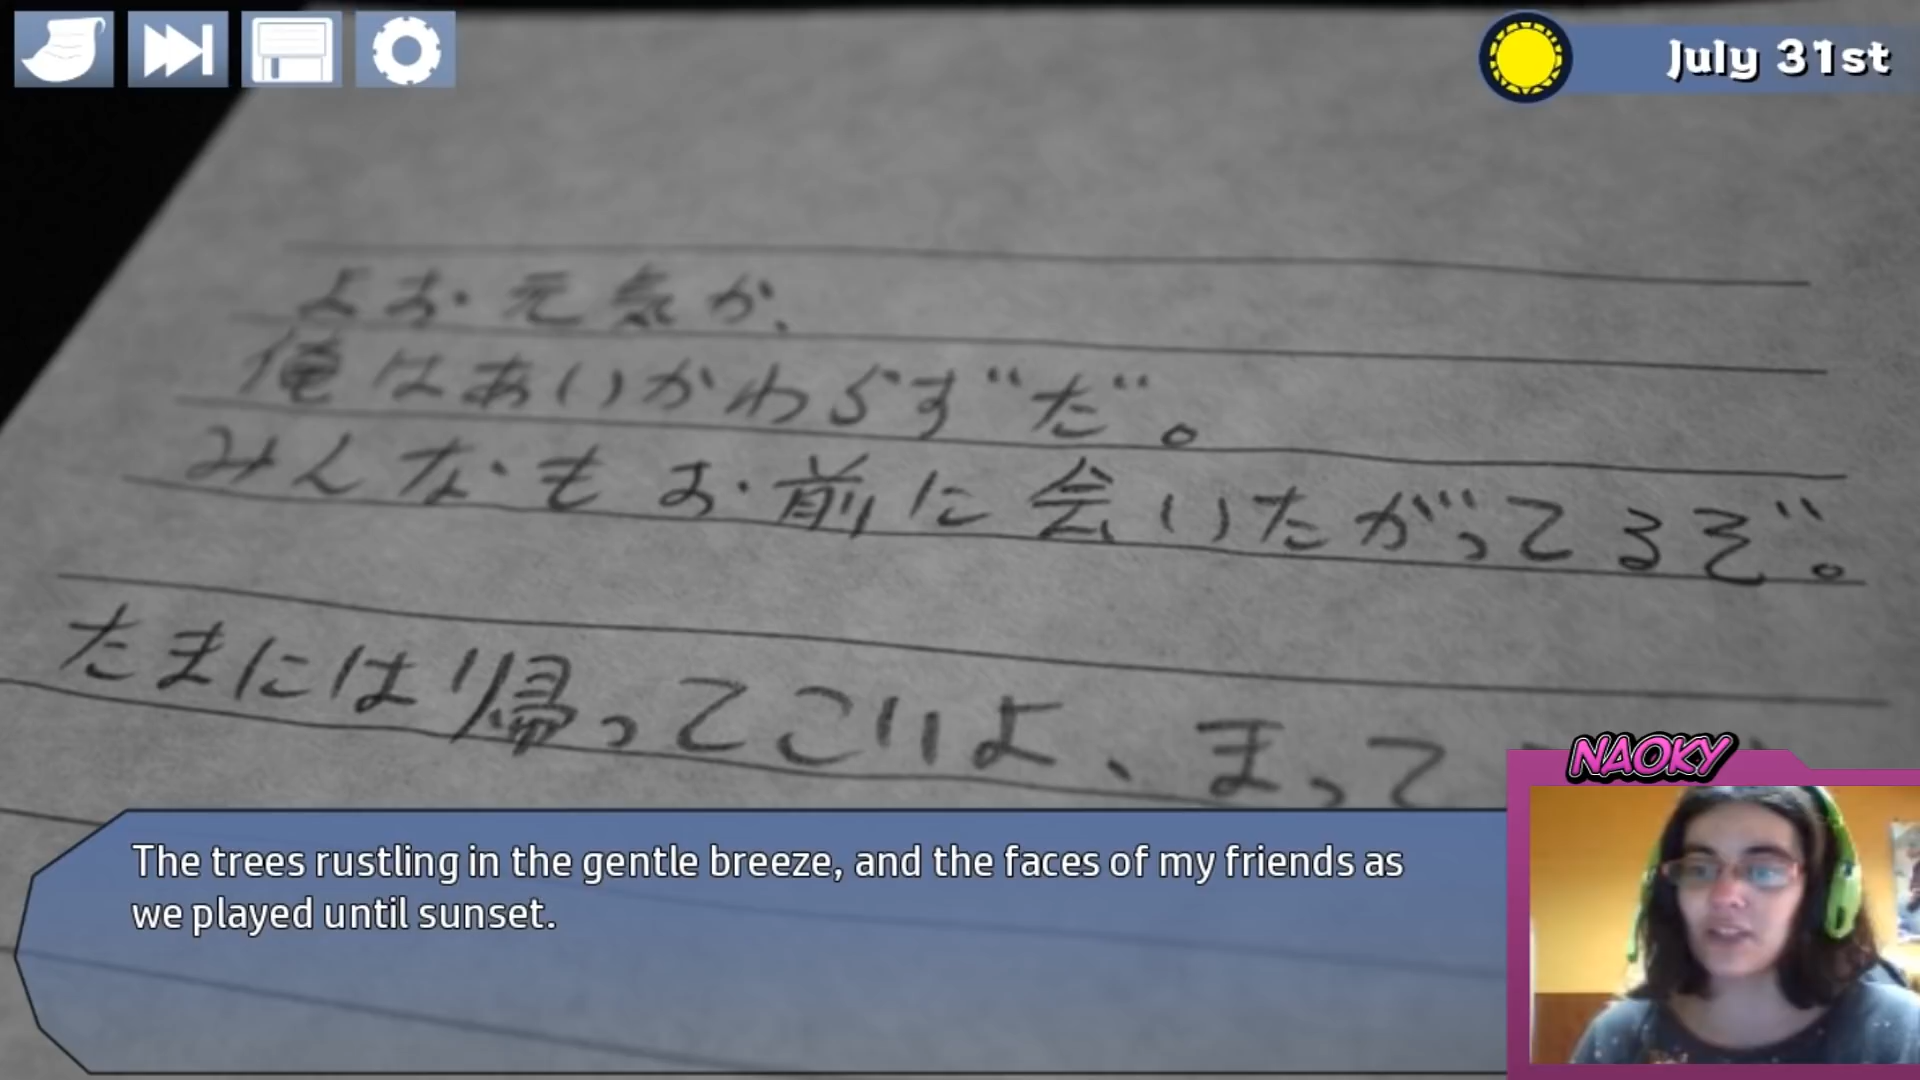 July 31st
よお元気か、
俺はあいかわらずだ。
みんなもお前に会いたがってるぞ。
たまには帰ってこいよ、まって
NAOKY
The trees rustling in the gentle breeze, and the faces of my friends as
we played until sunset.